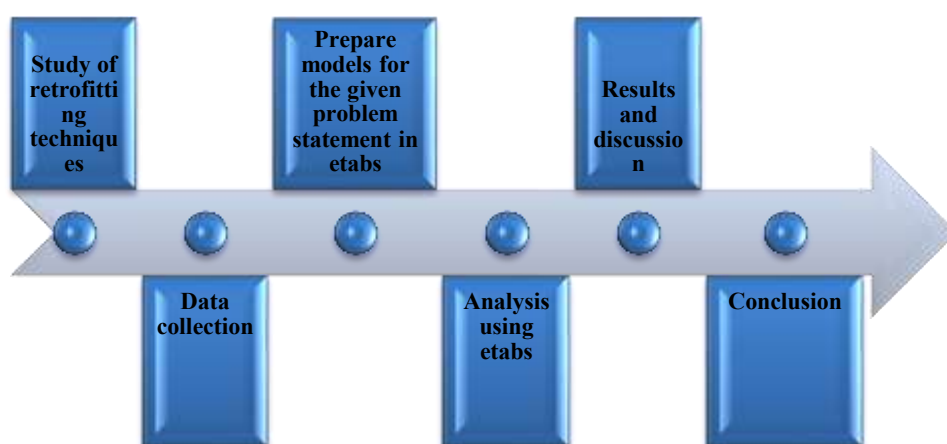 Study of
retrofitti
ng
techniqu
es
Data
collection
Prepare
models for
the given
problem
statement in
etabs
Analysis
using
etabs
Results
and
discussio
n
Conclusion